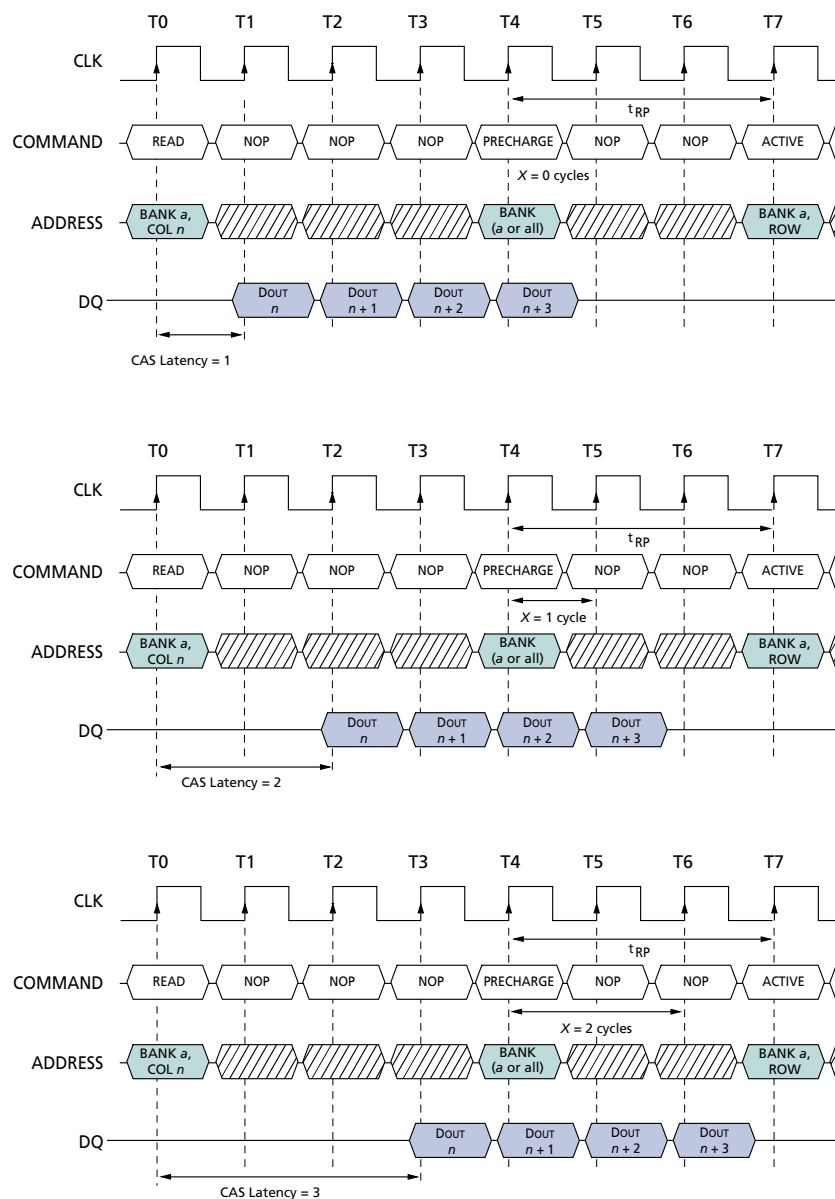 T0 T1 T2 T3 T4 T5 T6 T7
CLK
tRP
COMMAND READ NOP NOP NOP PRECHARGE NOP NOP ACTIVE
X = 0 cycles
ADDRESS BANK a, COL n BANK (a or all) BANK a, ROW
DQ DOUT n DOUT n + 1 DOUT n + 2 DOUT n + 3
CAS Latency = 1
T0 T1 T2 T3 T4 T5 T6 T7
CLK
tRP
COMMAND READ NOP NOP NOP PRECHARGE NOP NOP ACTIVE
X = 1 cycle
ADDRESS BANK a, COL n BANK (a or all) BANK a, ROW
DQ DOUT n DOUT n + 1 DOUT n + 2 DOUT n + 3
CAS Latency = 2
T0 T1 T2 T3 T4 T5 T6 T7
CLK
tRP
COMMAND READ NOP NOP NOP PRECHARGE NOP NOP ACTIVE
X = 2 cycles
ADDRESS BANK a, COL n BANK (a or all) BANK a, ROW
DQ DOUT n DOUT n + 1 DOUT n + 2 DOUT n + 3
CAS Latency = 3